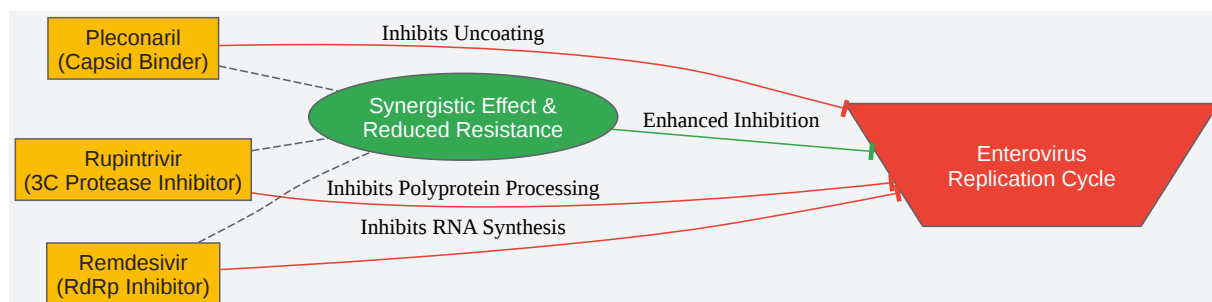 Pleconaril
(Capsid Binder)
Inhibits Uncoating
Synergistic Effect &
Reduced Resistance
Enhanced Inhibition
Enterovirus
Replication Cycle
Rupintrivir
(3C Protease Inhibitor)
Inhibits Polyprotein Processing
Inhibits RNA Synthesis
Remdesivir
(RdRp Inhibitor)